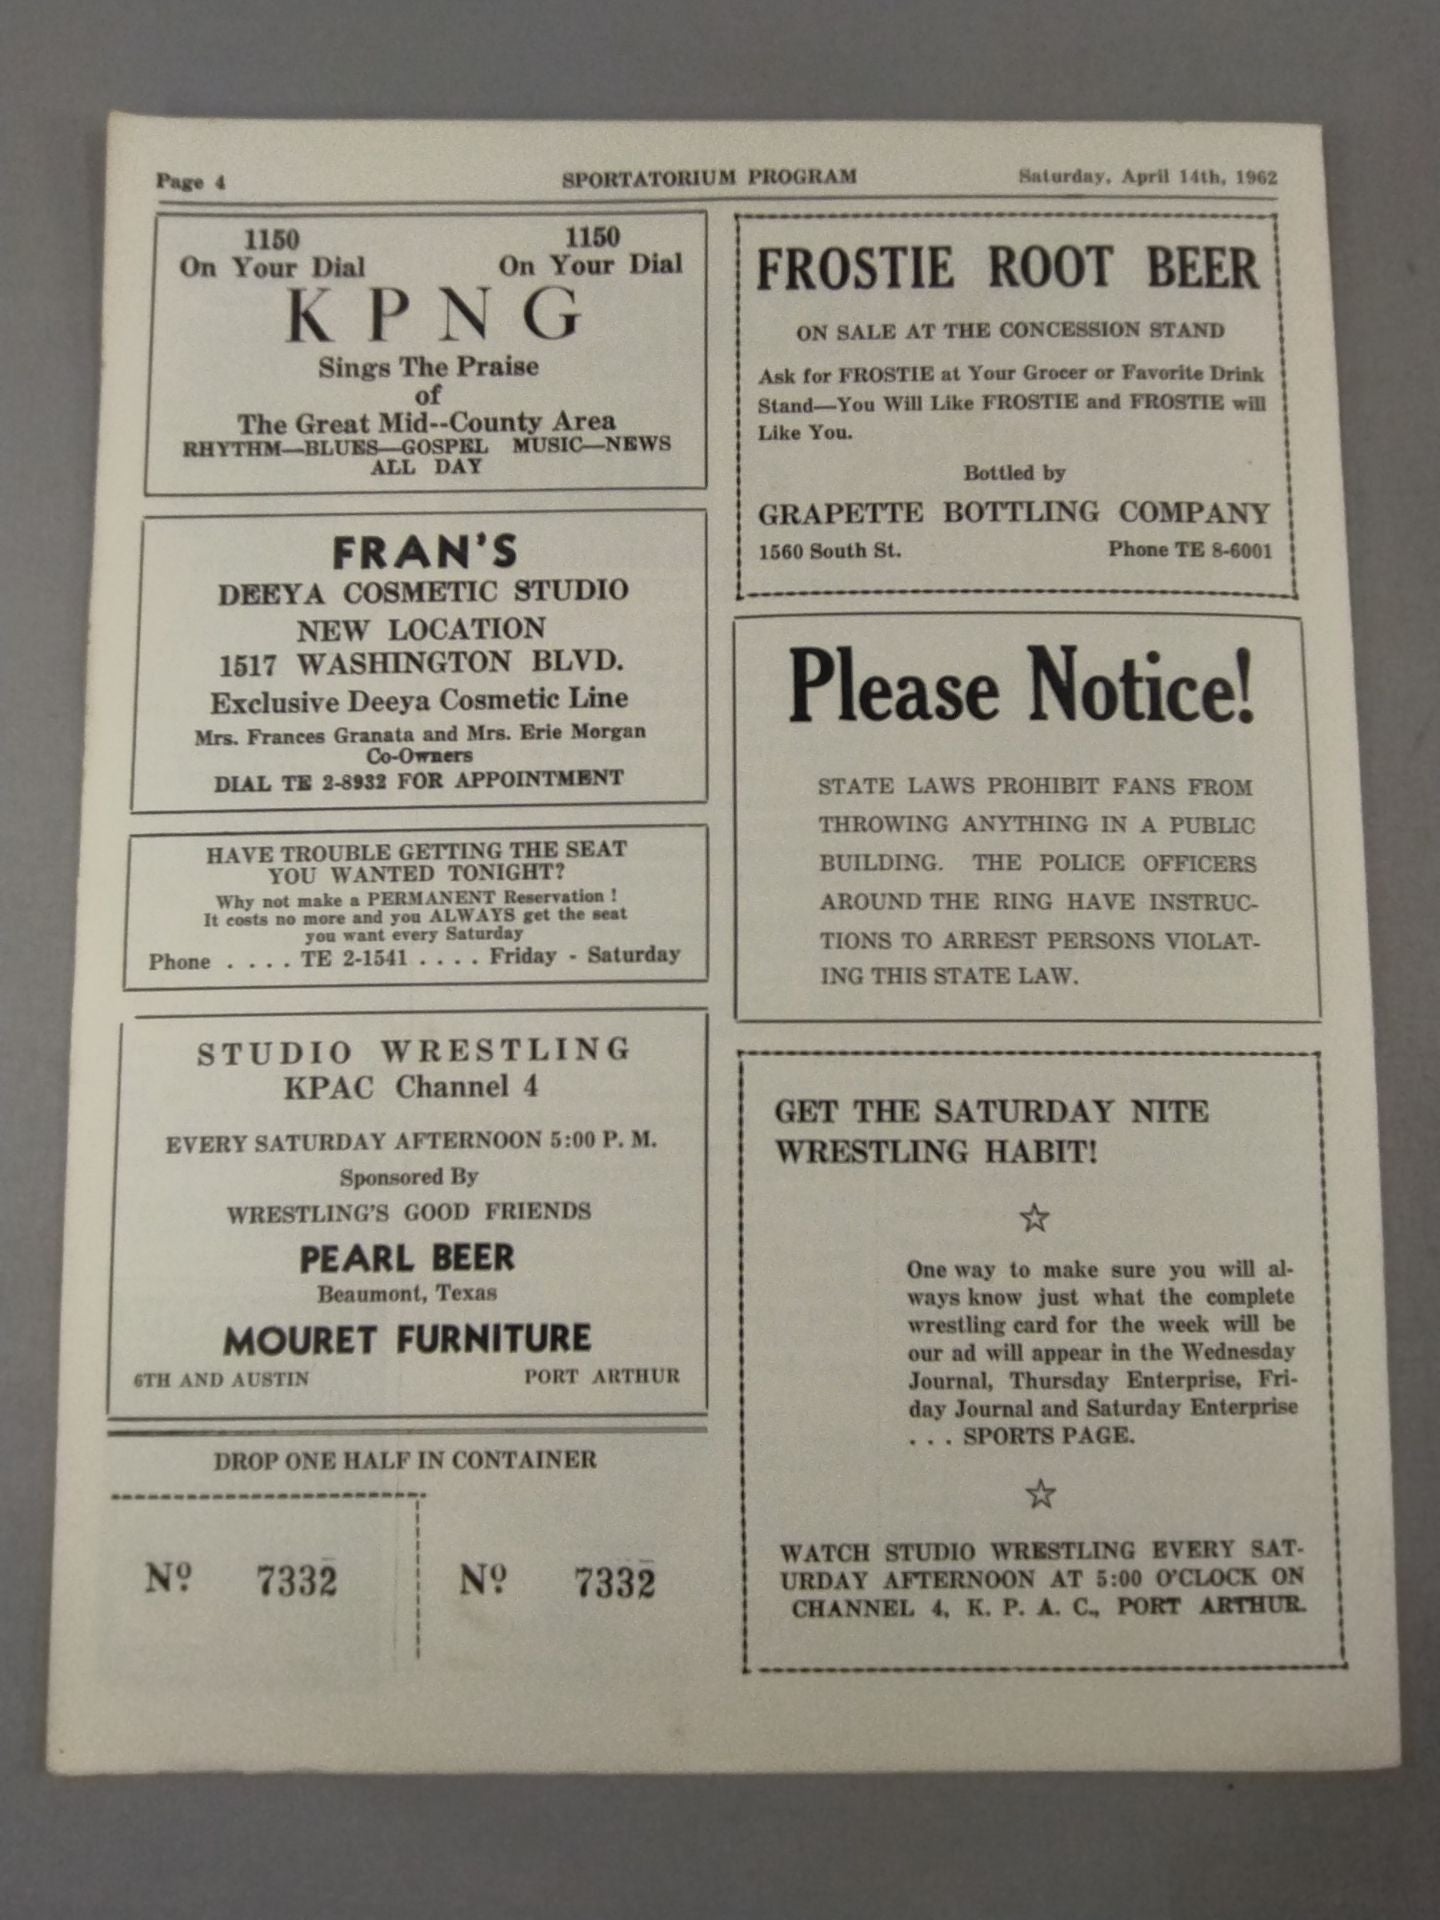 Page 4
SPORTATORIUM PROGRAM
Saturday, April 14th, 1962
1150 1150
On Your Dial On Your Dial
KPNG
Sings The Praise
of
The Great Mid--County Area
RHYTHM—BLUES—GOSPEL MUSIC—NEWS
ALL DAY
FRAN'S
DEEYA COSMETIC STUDIO
NEW LOCATION
1517 WASHINGTON BLVD.
Exclusive Deeya Cosmetic Line
Mrs. Frances Granata and Mrs. Erie Morgan
Co-Owners
DIAL TE 2-8932 FOR APPOINTMENT
HAVE TROUBLE GETTING THE SEAT
YOU WANTED TONIGHT?
Why not make a PERMANENT Reservation !
It costs no more and you ALWAYS get the seat
you want every Saturday
Phone . . . . TE 2-1541 . . . . Friday - Saturday
STUDIO WRESTLING
KPAC Channel 4
EVERY SATURDAY AFTERNOON 5:00 P. M.
Sponsored By
WRESTLING'S GOOD FRIENDS
PEARL BEER
Beaumont, Texas
MOURET FURNITURE
6TH AND AUSTIN PORT ARTHUR
DROP ONE HALF IN CONTAINER
Nº 7332 Nº 7332
FROSTIE ROOT BEER
ON SALE AT THE CONCESSION STAND
Ask for FROSTIE at Your Grocer or Favorite Drink
Stand—You Will Like FROSTIE and FROSTIE will
Like You.
Bottled by
GRAPETTE BOTTLING COMPANY
1560 South St. Phone TE 8-6001
Please Notice!
STATE LAWS PROHIBIT FANS FROM
THROWING ANYTHING IN A PUBLIC
BUILDING. THE POLICE OFFICERS
AROUND THE RING HAVE INSTRUC-
TIONS TO ARREST PERSONS VIOLAT-
ING THIS STATE LAW.
GET THE SATURDAY NITE
WRESTLING HABIT!
One way to make sure you will al-
ways know just what the complete
wrestling card for the week will be
our ad will appear in the Wednesday
Journal, Thursday Enterprise, Fri-
day Journal and Saturday Enterprise
. . . SPORTS PAGE.
WATCH STUDIO WRESTLING EVERY SAT-
URDAY AFTERNOON AT 5:00 O'CLOCK ON
CHANNEL 4, K. P. A. C., PORT ARTHUR.